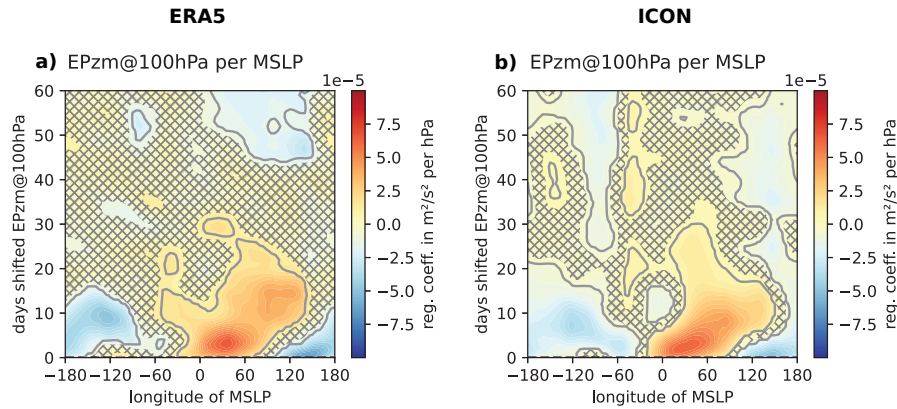 ERA5
ICON
a) EPzm@100hPa per MSLP
b) EPzm@100hPa per MSLP
1e−5
1e−5
days shifted EPzm@100hPa
60
50
40
30
20
10
0
−180 −120 −60 0 60 120 180
longitude of MSLP
7.5
5.0
2.5
0.0
−2.5
−5.0
−7.5
reg. coeff. in m²/s² per hPa
days shifted EPzm@100hPa
60
50
40
30
20
10
0
−180 −120 −60 0 60 120 180
longitude of MSLP
7.5
5.0
2.5
0.0
−2.5
−5.0
−7.5
reg. coeff. in m²/s² per hPa